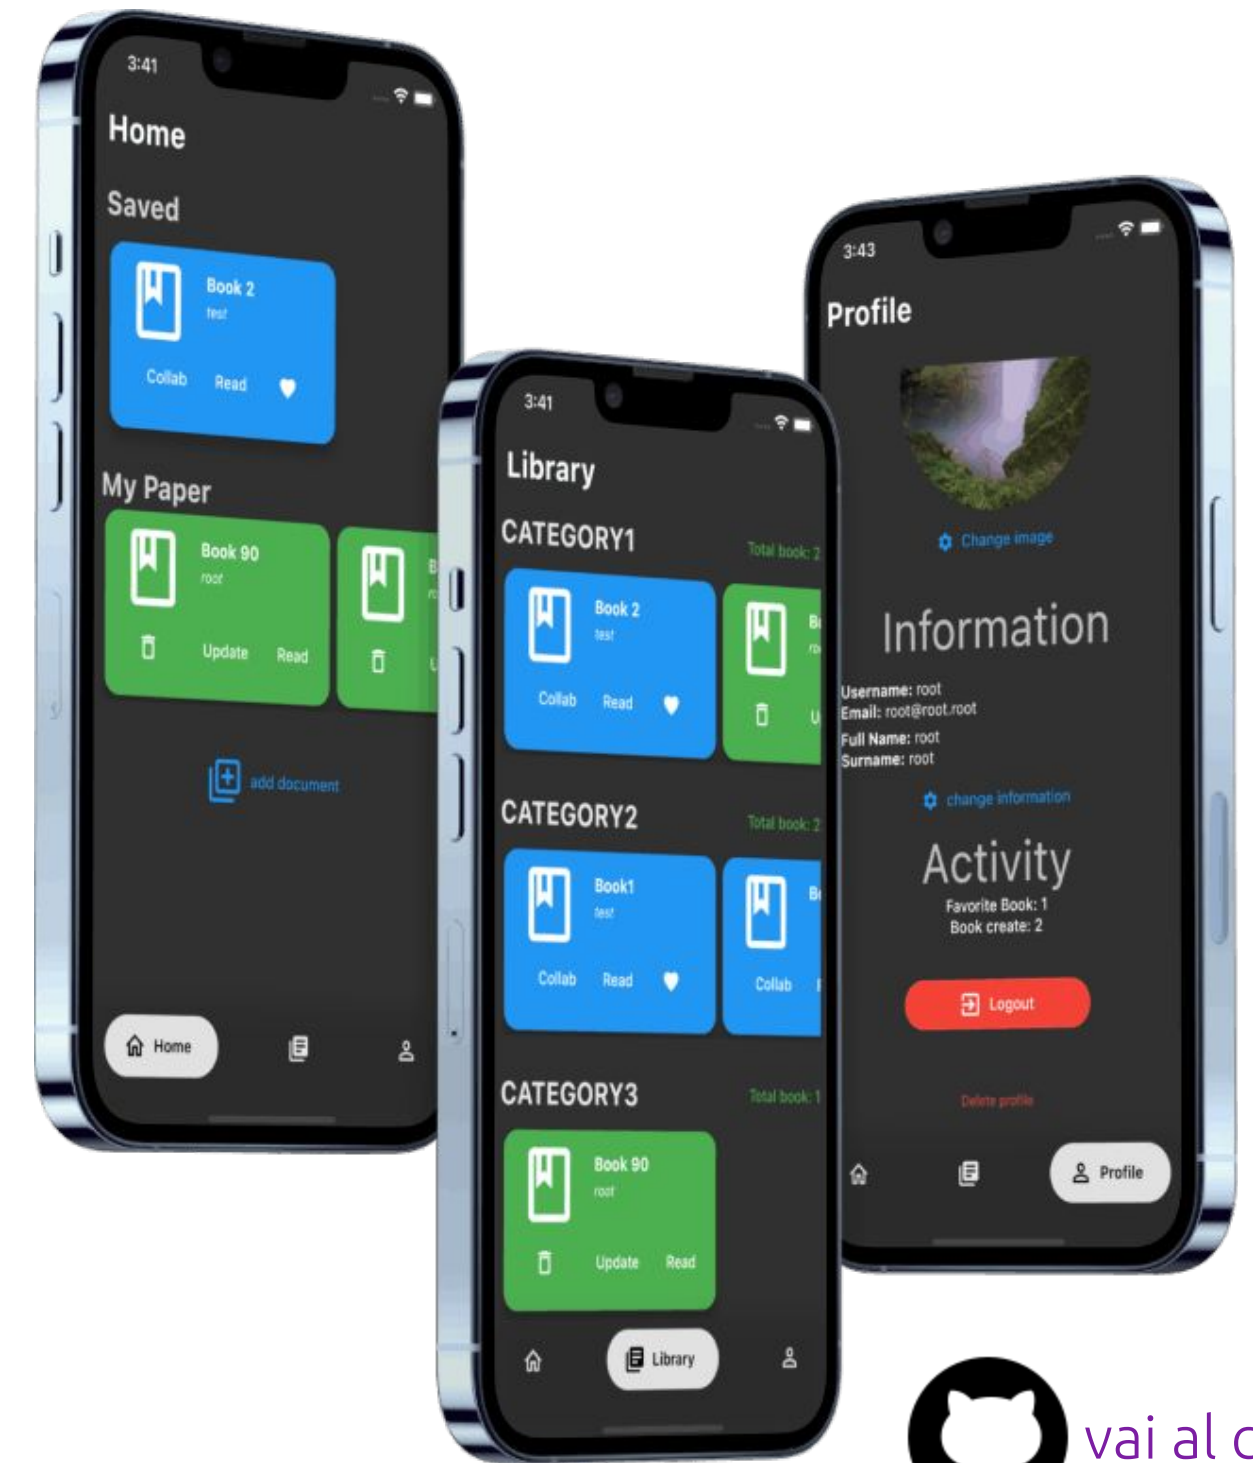 3:41
Home
Saved
Book 2
test
Collab Read
My Paper
Book 90
root
Update Read
add document
Home
3:41
Library
CATEGORY1
Total book: 2
Book 2
test
Collab Read
CATEGORY2
Total book: 2
Book1
test
Collab Read
Collab
CATEGORY3
Total book: 1
Book 90
root
Update Read
Library
3:43
Profile
Change image
Information
Username: root
Email: root@root.root
Full Name: root
Surname: root
change information
Activity
Favorite Book: 1
Book create: 2
Logout
Delete profile
Profile
vai al